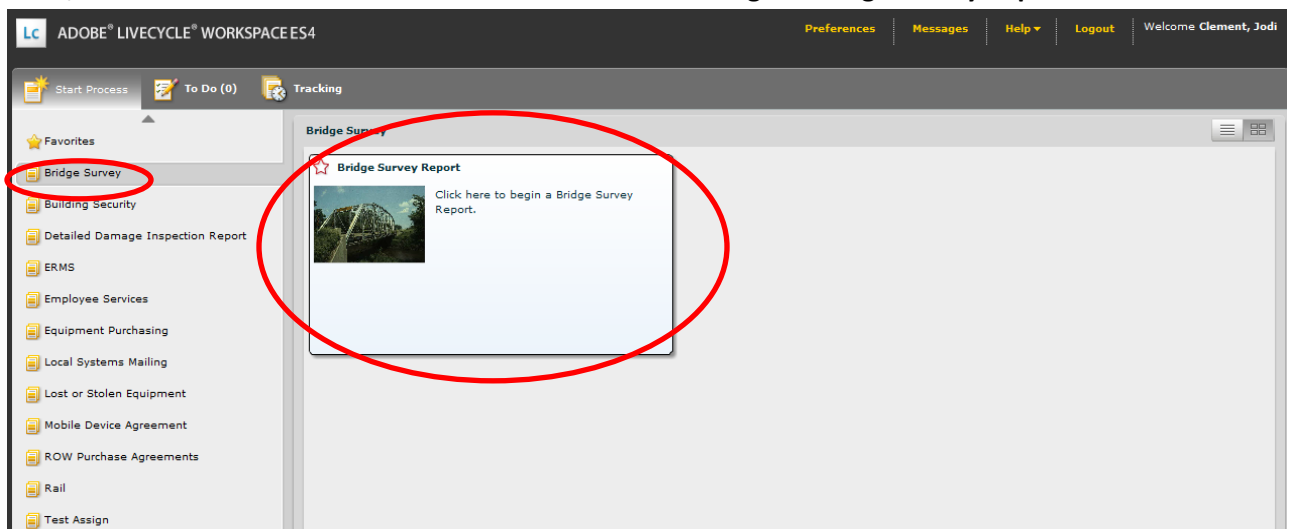 Lc ADOBE® LIVECYCLE® WORKSPACE ES4
Preferences Messages Help Logout Welcome Clement, Jodi
Start Process To Do (0) Tracking
Favorites
Bridge Survey
Building Security
Detailed Damage Inspection Report
ERMS
Employee Services
Equipment Purchasing
Local Systems Mailing
Lost or Stolen Equipment
Mobile Device Agreement
ROW Purchase Agreements
Rail
Test Assign
Bridge Survey
Bridge Survey Report
Click here to begin a Bridge Survey
Report.